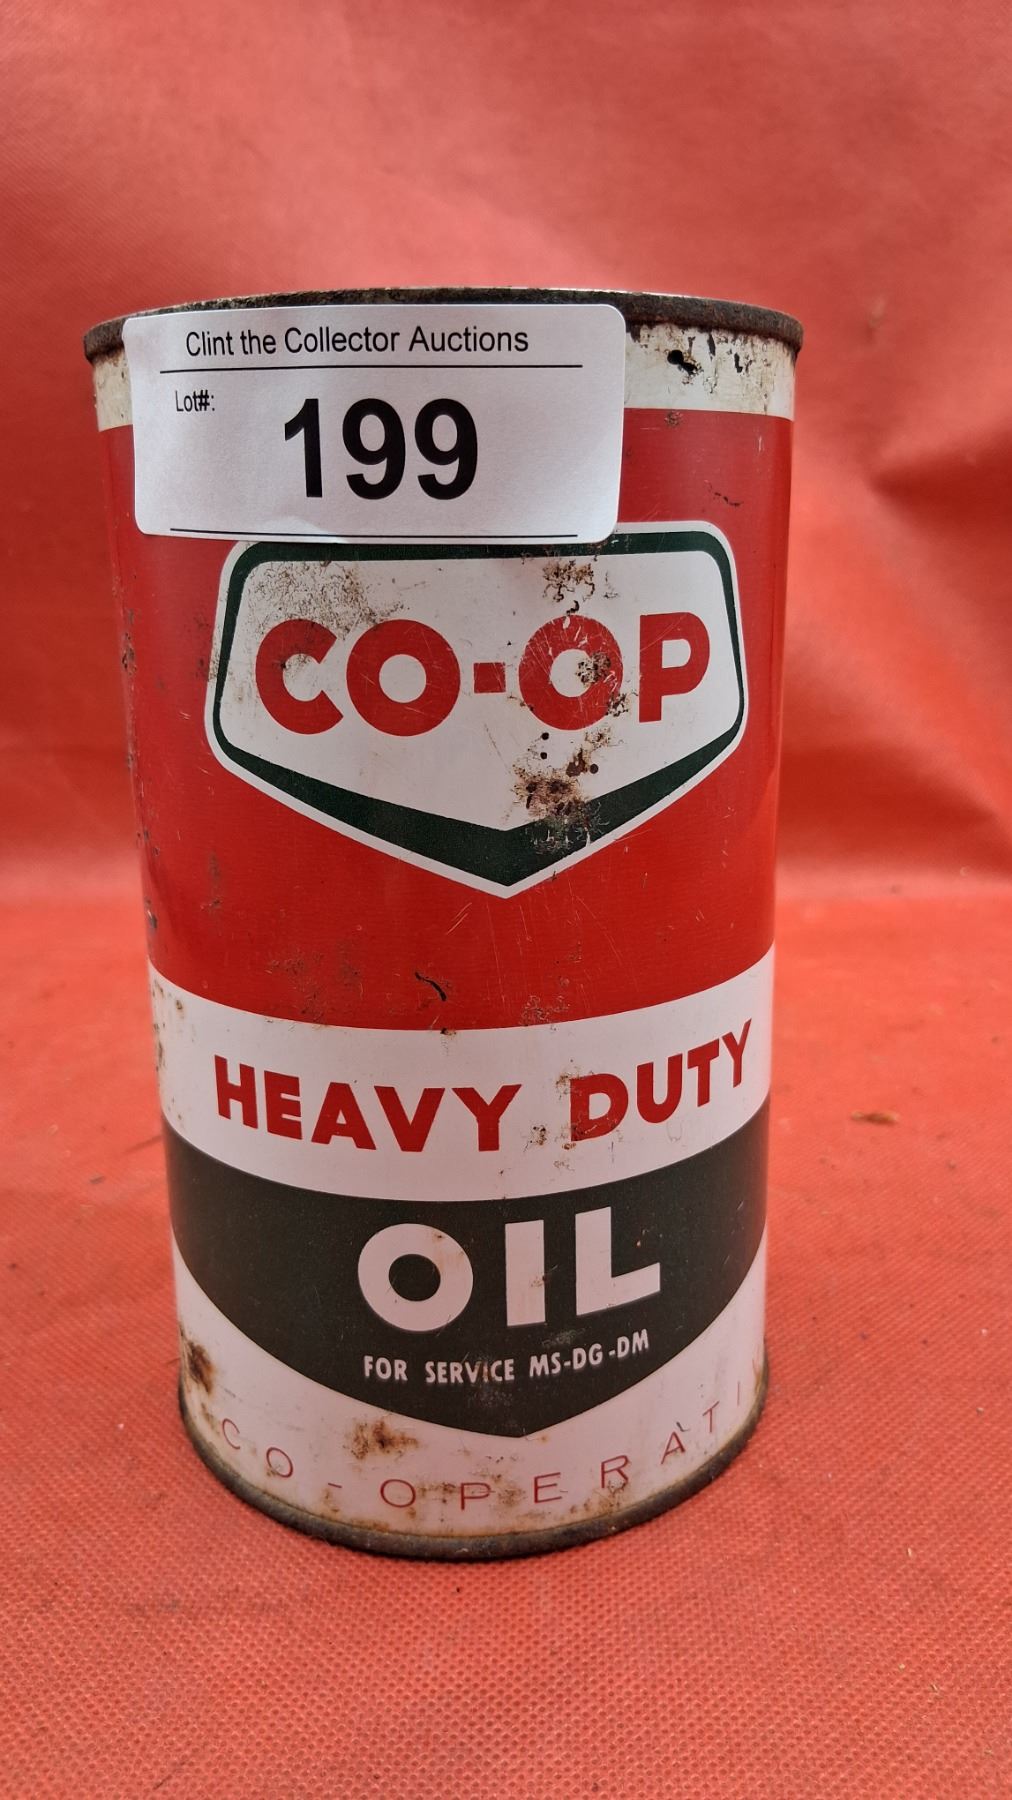 Clint the Collector Auctions
Lot#:
199
CO-OP
HEAVY DUTY
OIL
FOR SERVICE MS-DG-DM
CO-OPERATI